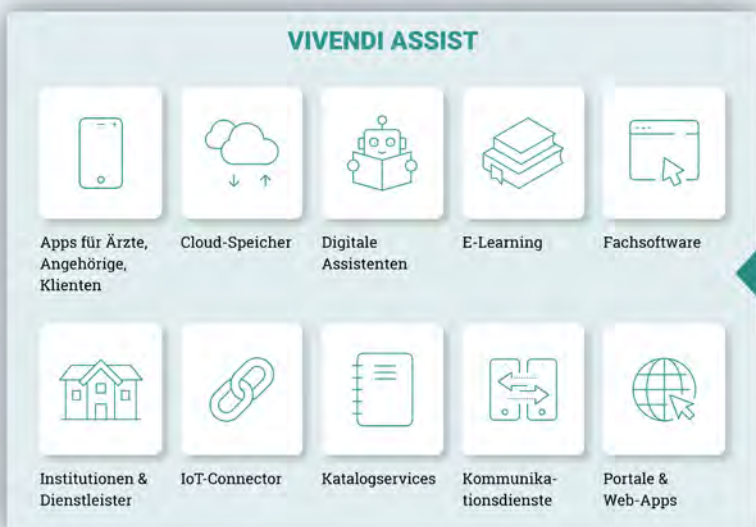 VIVENDI ASSIST
Apps für Ärzte,
Angehörige,
Klienten
Cloud-Speicher
Digitale
Assistenten
E-Learning
Fachsoftware
Institutionen &
Dienstleister
IoT-Connector
Katalogservices
Kommunika-
tionsdienste
Portale &
Web-Apps